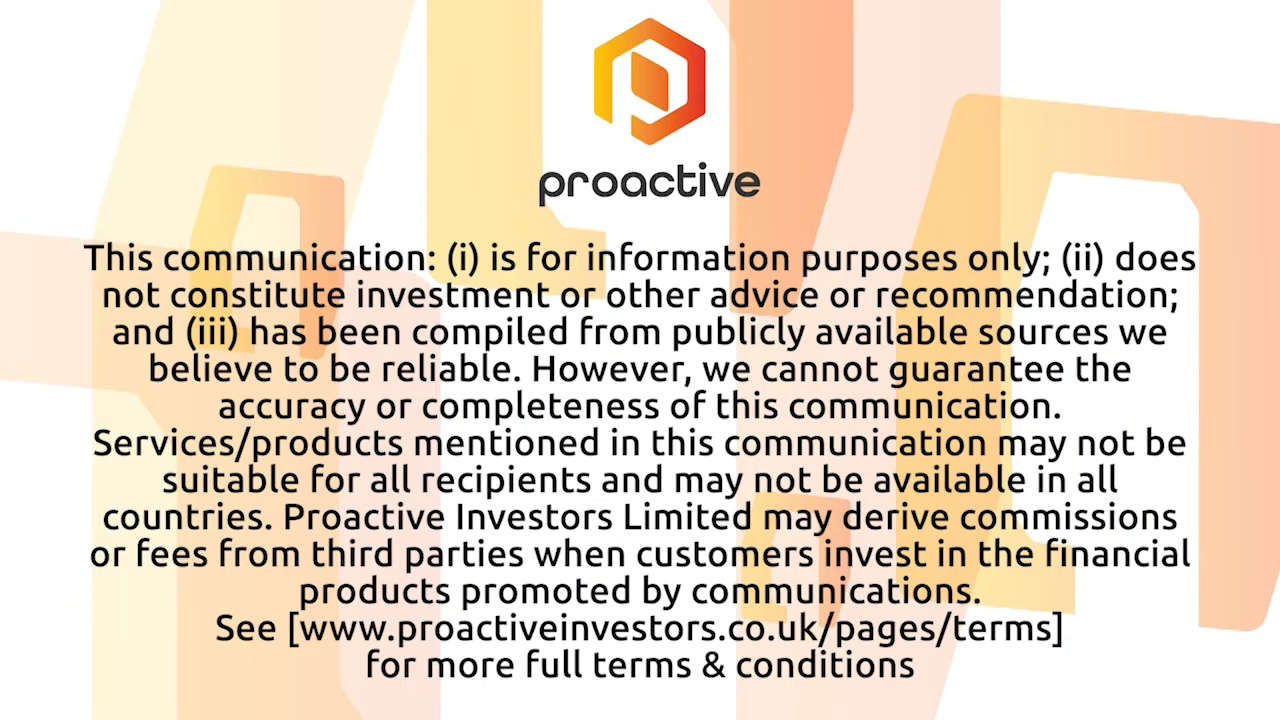 proactive
This communication: (i) is for information purposes only; (ii) does
not constitute investment or other advice or recommendation;
and (iii) has been compiled from publicly available sources we
believe to be reliable. However, we cannot guarantee the
accuracy or completeness of this communication.
Services/products mentioned in this communication may not be
suitable for all recipients and may not be available in all
countries. Proactive Investors Limited may derive commissions
or fees from third parties when customers invest in the financial
products promoted by communications.
See [www.proactiveinvestors.co.uk/pages/terms]
for more full terms & conditions